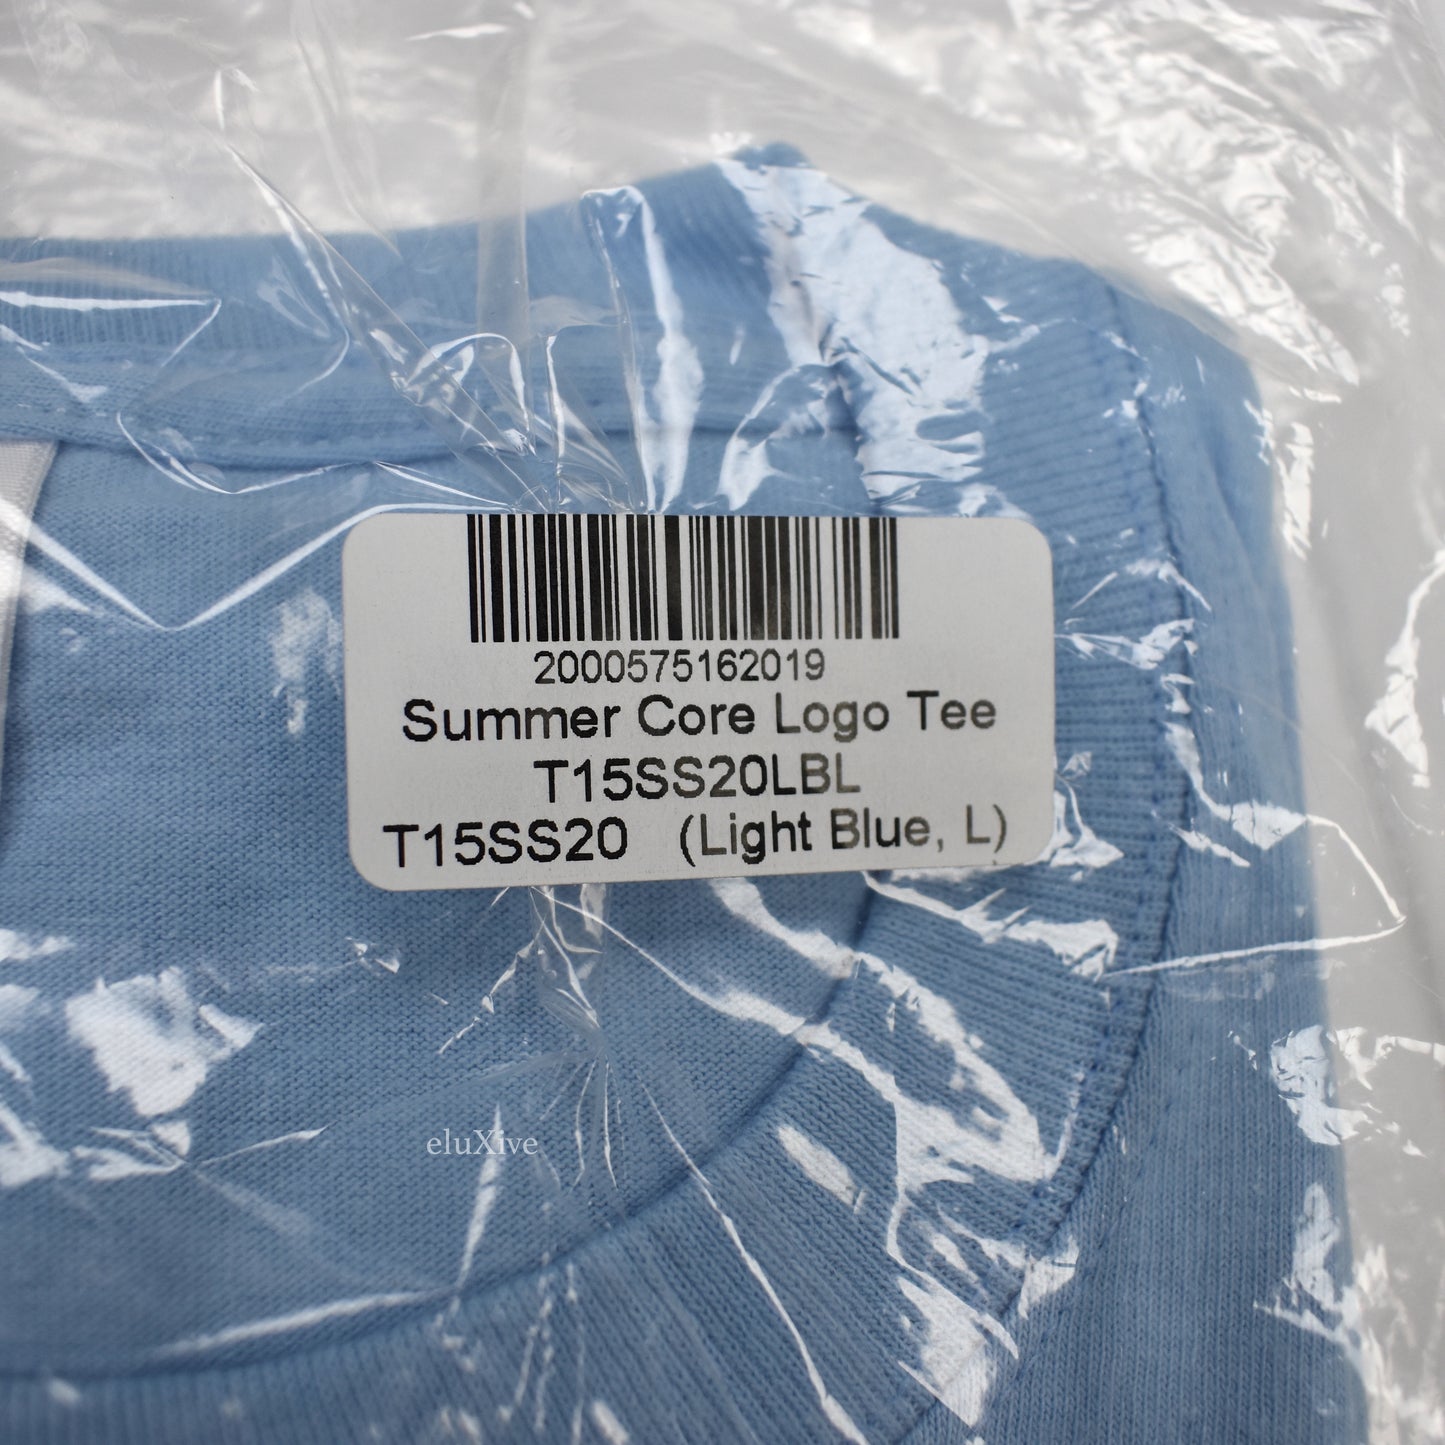 2000575162019
Summer Core Logo Tee
T15SS20LBL
T15SS20 (Light Blue, L)
eluXive